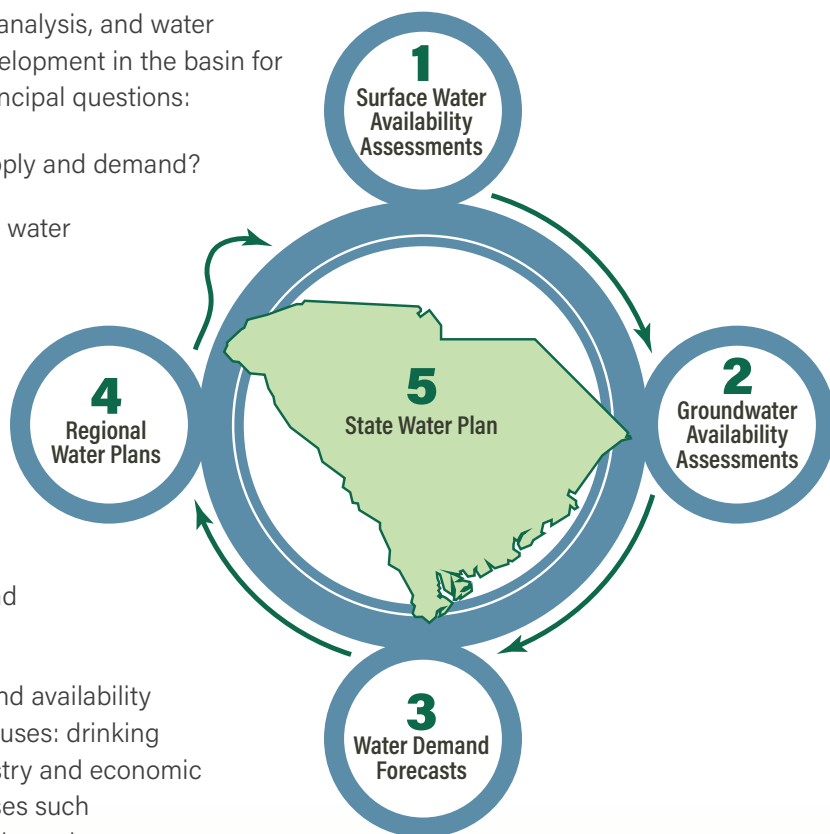 analysis, and water
elopment in the basin for
ncipal questions:
pply and demand?
water
nd
nd availability
uses: drinking
stry and economic
ses such
1
Surface Water
Availability
Assessments
2
Groundwater
Availability
Assessments
3
Water Demand
Forecasts
4
Regional
Water Plans
5
State Water Plan